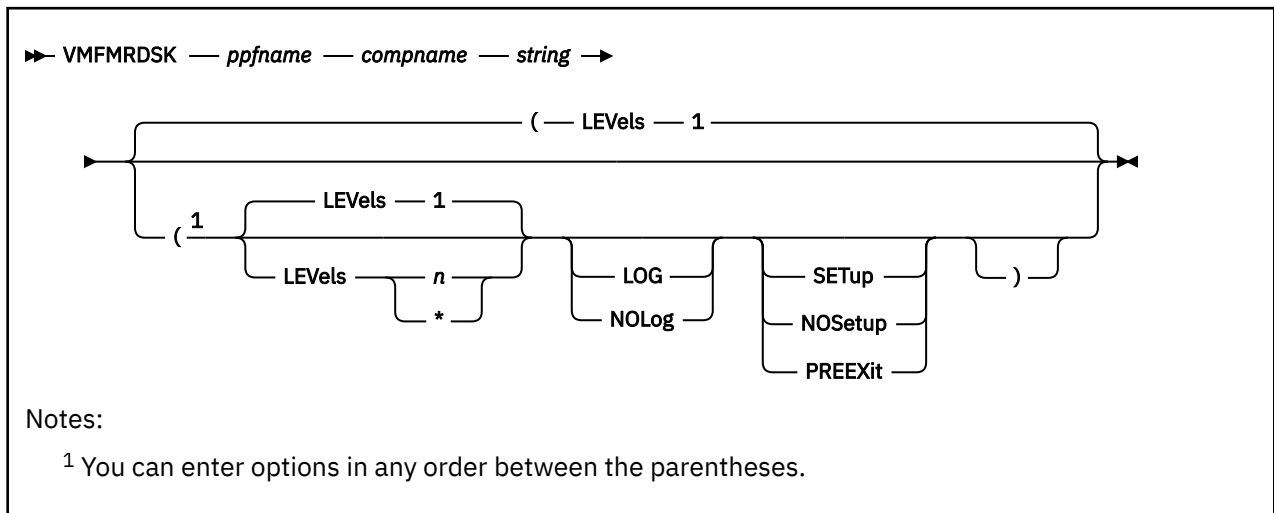 VMFMRDSK ppfname compname string
( LEVels 1
LEVels 1
( 1
LEVels n LOG SETup )
* NOLog NOSetup
PREEXit
Notes:
1 You can enter options in any order between the parentheses.